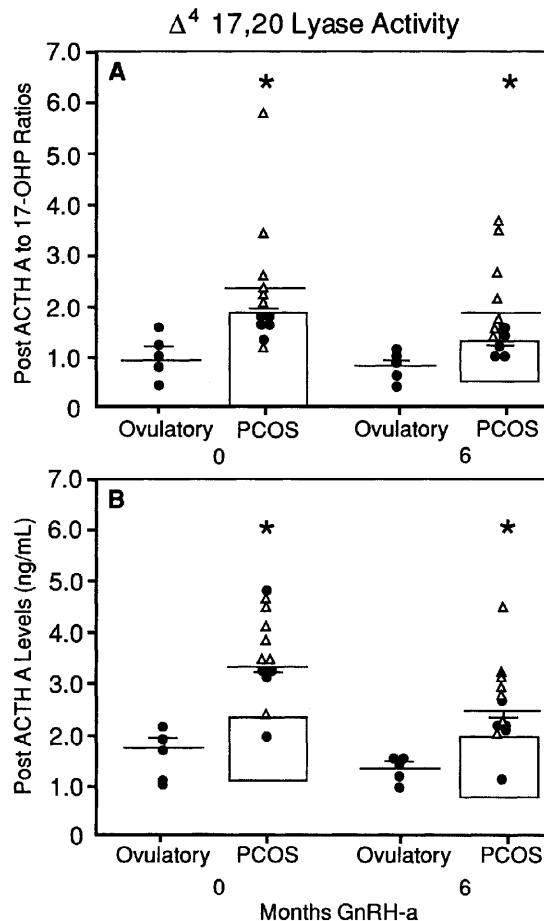 Δ⁴ 17,20 Lyase Activity
A
Post ACTH A to 17-OHP Ratios
7.0
6.0
5.0
4.0
3.0
2.0
1.0
0
*
*
Ovulatory PCOS Ovulatory PCOS
0 6
B
Post ACTH A Levels (ng/mL)
7.0
6.0
5.0
4.0
3.0
2.0
1.0
0
*
*
Ovulatory PCOS Ovulatory PCOS
0 6
Months GnRH-a